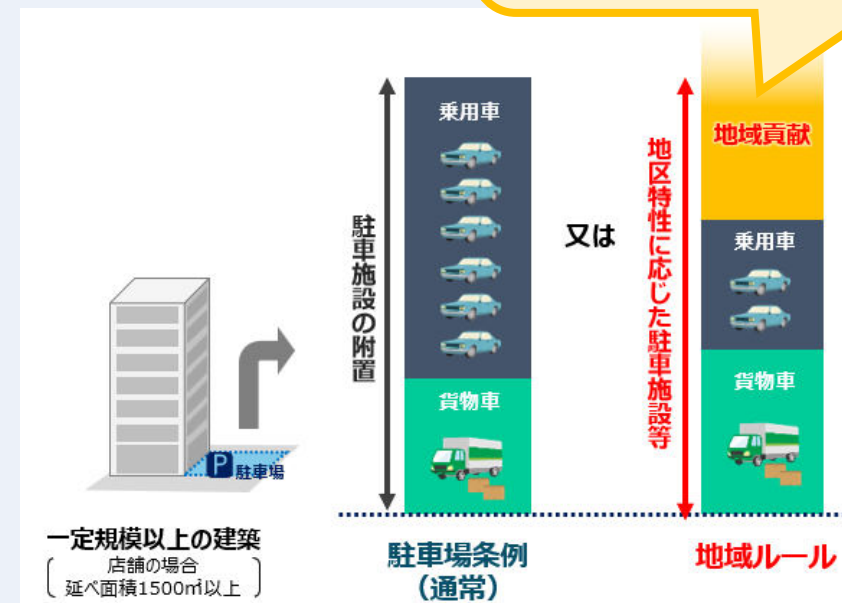 乗用車
貨物車
駐車施設の附置
又は
地区特性に応じた駐車施設等
地域貢献
乗用車
貨物車
P 駐車場
一定規模以上の建築
店舗の場合
延べ面積1500㎡以上
駐車場条例
(通常)
地域ルール